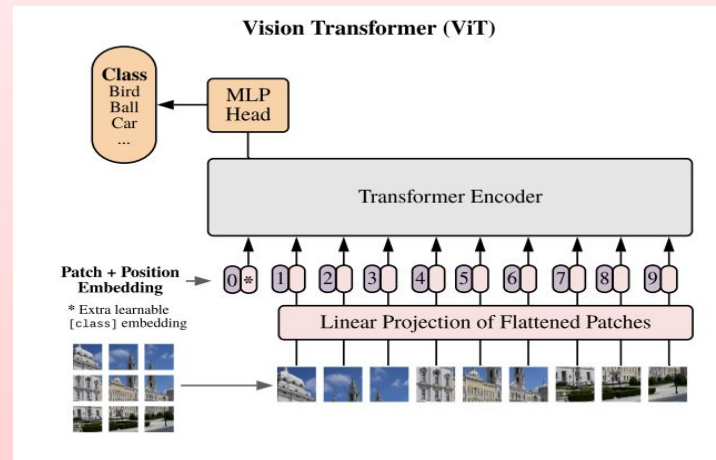 Vision Transformer (ViT)
Class
Bird
Ball
Car
...
MLP
Head
Transformer Encoder
Patch + Position
Embedding
0 * 1 2 3 4 5 6 7 8 9
* Extra learnable
[class] embedding
Linear Projection of Flattened Patches